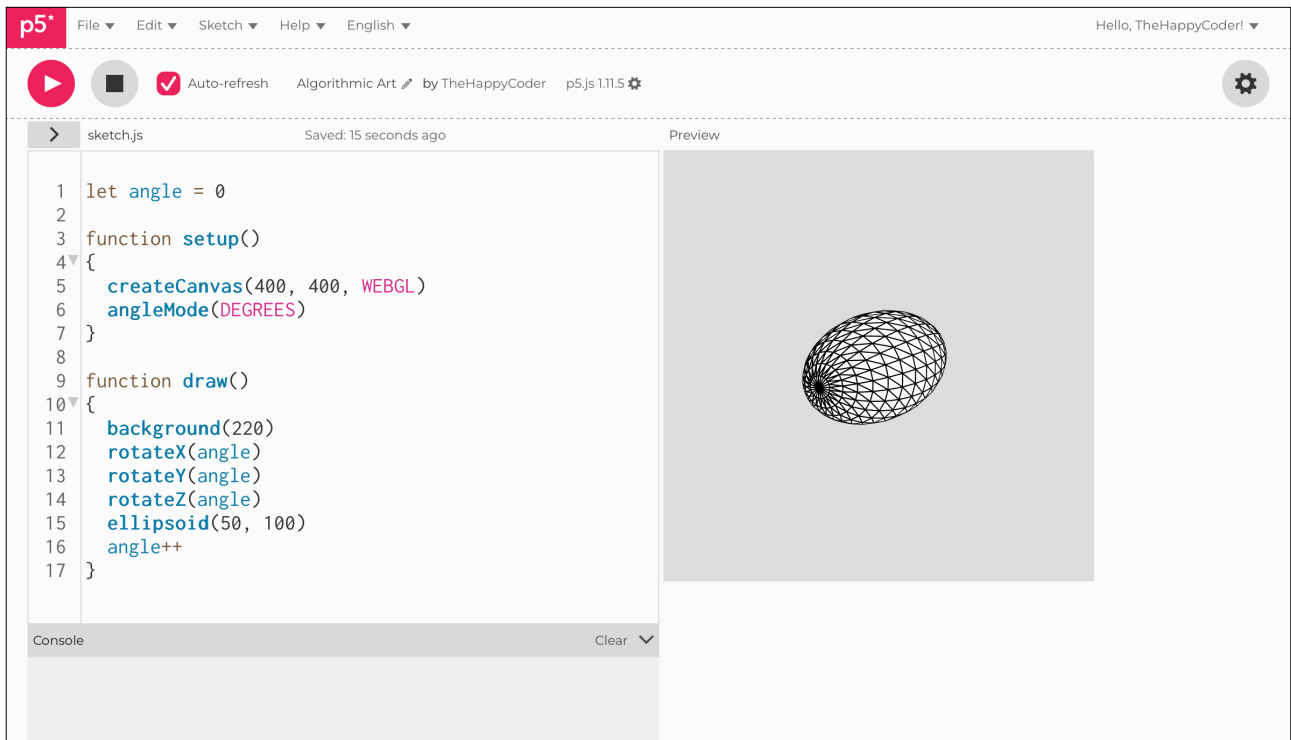 p5* File Edit Sketch Help English Hello, TheHappyCoder!
Auto-refresh Algorithmic Art by TheHappyCoder p5.js 1.11.5
> sketch.js Saved: 15 seconds ago Preview
1 let angle = 0
2
3 function setup()
4 {
5 createCanvas(400, 400, WEBGL)
6 angleMode(DEGREES)
7 }
8
9 function draw()
10 {
11 background(220)
12 rotateX(angle)
13 rotateY(angle)
14 rotateZ(angle)
15 ellipsoid(50, 100)
16 angle++
17 }
Console Clear